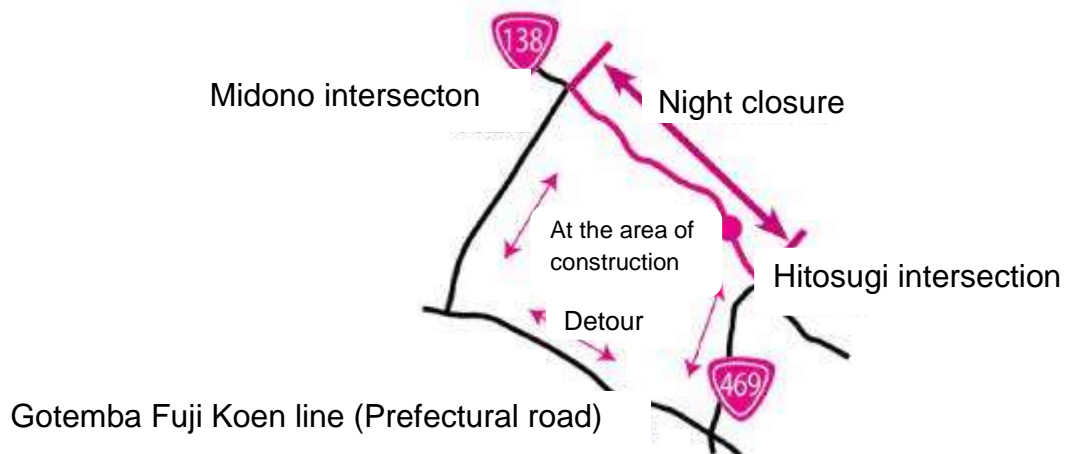 138
Midono intersecton
Night closure
At the area of
construction
Hitosugi intersection
Detour
469
Gotemba Fuji Koen line (Prefectural road)